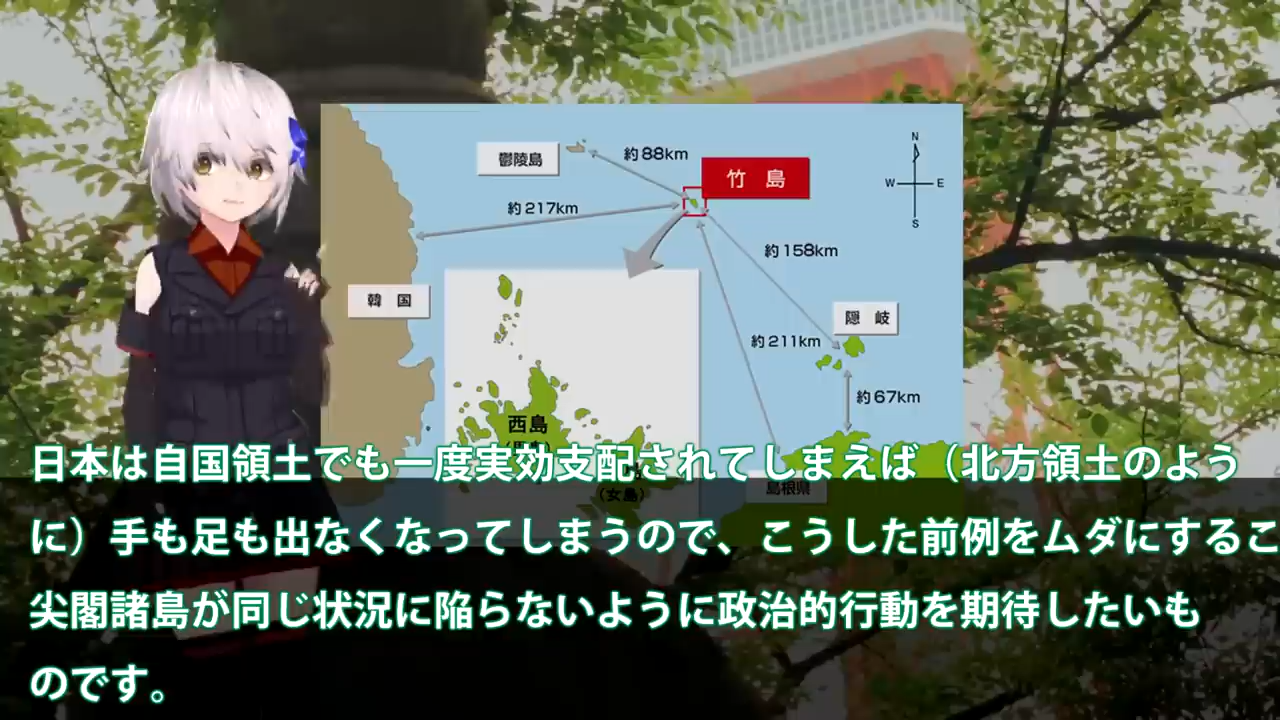 N
鬱陵島
約88km
竹 島
W
E
約217km
S
約158km
韓 国
隠 岐
約211km
約67km
西島
日本は自国領土でも一度実効支配されてしまえば（北方領土のよう
島根県
（女島）
に）手も足も出なくなってしまうので、こうした前例をムダにするこ
尖閣諸島が同じ状況に陥らないように政治的行動を期待したいも
のです。